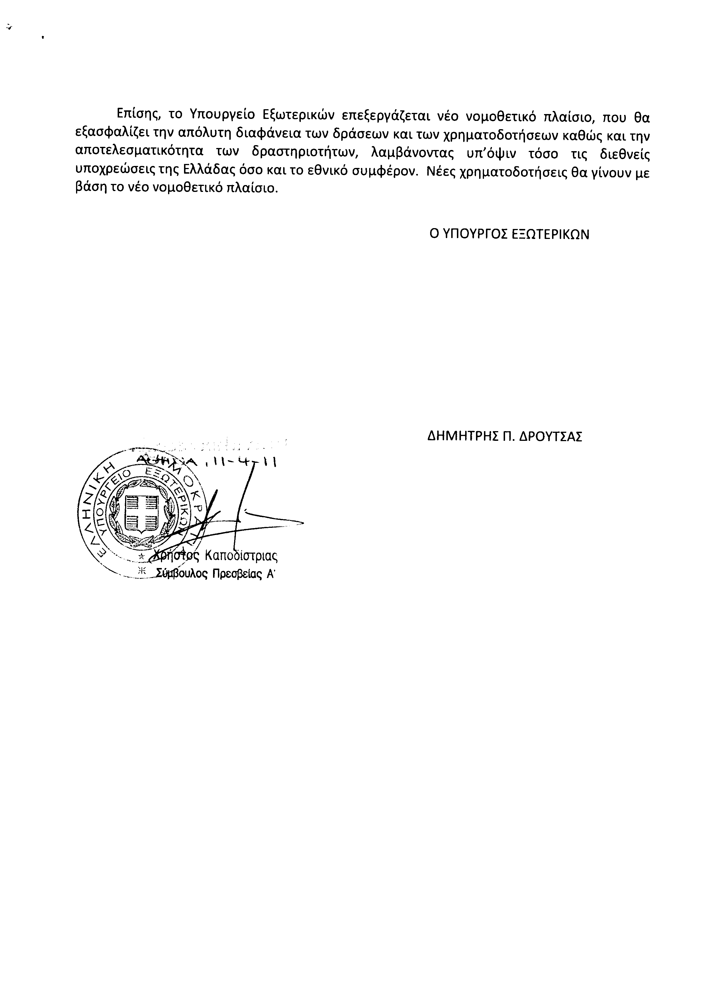 Επίσης, το Υπουργείο Εξωτερικών επεξεργάζεται νέο νομοθετικό πλαίσιο, που θα
εξασφαλίζει την απόλυτη διαφάνεια των δράσεων και των χρηματοδοτήσεων καθώς και την
αποτελεσματικότητα των δραστηριοτήτων, λαμβάνοντας υπ'όψιν τόσο τις διεθνείς
υποχρεώσεις της Ελλάδας όσο και το εθνικό συμφέρον. Νέες χρηματοδοτήσεις θα γίνουν με
βάση το νέο νομοθετικό πλαίσιο.
Ο ΥΠΟΥΡΓΟΣ ΕΞΩΤΕΡΙΚΩΝ
ΔΗΜΗΤΡΗΣ Π. ΔΡΟΥΤΣΑΣ
, 11-4-11
ΕΛΛΗΝΙΚΗ ΔΗΜΟΚΡΑΤΙΑ
ΥΠΟΥΡΓΕΙΟ ΕΞΩΤΕΡΙΚΩΝ
Χρήστος Καποδίστριας
Σύμβουλος Πρεσβείας Α'